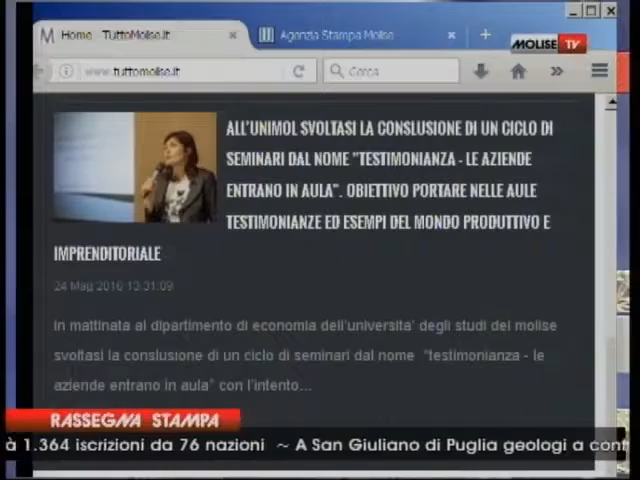 Home - TuttoMolise.it
Agenzia Stampa Molise
MOLISE TV
www.tuttomolise.it
Cerca
ALL'UNIMOL SVOLTASI LA CONSLUSIONE DI UN CICLO DI
SEMINARI DAL NOME "TESTIMONIANZA - LE AZIENDE
ENTRANO IN AULA". OBIETTIVO PORTARE NELLE AULE
TESTIMONIANZE ED ESEMPI DEL MONDO PRODUTTIVO E
IMPRENDITORIALE
24 Mag 2016 13:31:09
in mattinata al dipartimento di economia dell'universita' degli studi del molise
svoltasi la conslusione di un ciclo di seminari dal nome "testimonianza - le
aziende entrano in aula" con l'intento...
RASSEGNA STAMPA
à 1.364 iscrizioni da 76 nazioni ~ A San Giuliano di Puglia geologi a conf